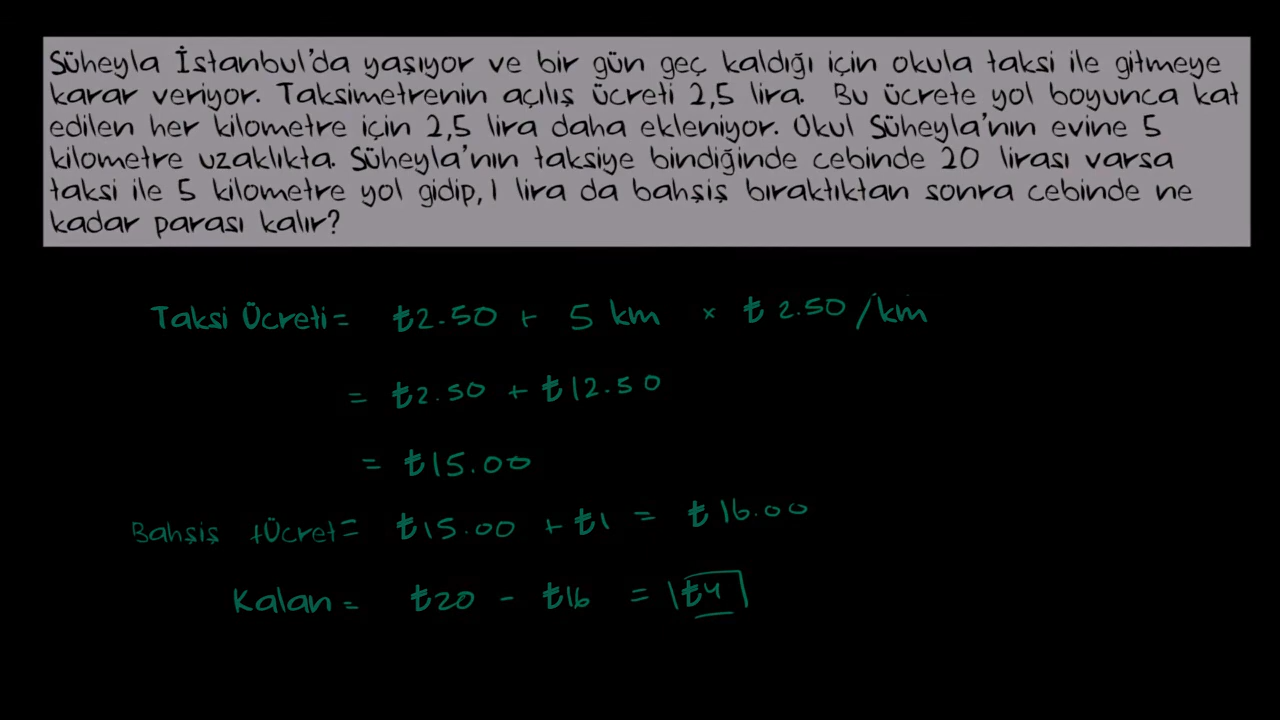 Süheyla İstanbul'da yaşıyor ve bir gün geç kaldığı için okula taksi ile gitmeye
karar veriyor. Taksimetrenin açılış ücreti 2,5 lira. Bu ücrete yol boyunca kat
edilen her kilometre için 2,5 lira daha ekleniyor. Okul Süheyla'nın evine 5
kilometre uzaklıkta. Süheyla'nın taksiye bindiğinde cebinde 20 lirası varsa
taksi ile 5 kilometre yol gidip, 1 lira da bahşiş bıraktıktan sonra cebinde ne
kadar parası kalır?
Taksi Ücreti = ₺2.50 + 5 km × ₺2.50/km
= ₺2.50 + ₺12.50
= ₺15.00
Bahşiş +Ücret = ₺15.00 + ₺1 = ₺16.00
Kalan = ₺20 - ₺16 = ₺4